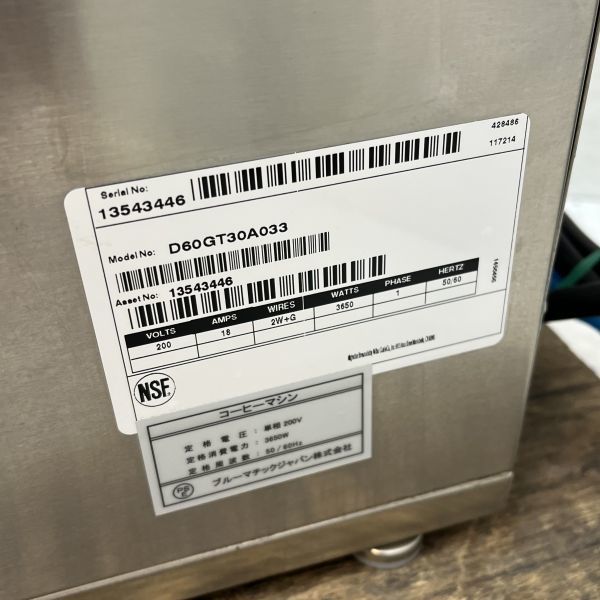 Serial No:
13543446
428486
117214
Model No: D60GT30A033
Asset No: 13543446
VOLTS AMPS WIRES WATTS PHASE HERTZ
200 18 2W+G 3650 1 50/60
NSF
コーヒーマシン
定格電圧：単相200V
定格消費電力：3650W
定格周波数：50/60Hz
PS E ブルーマチックジャパン株式会社